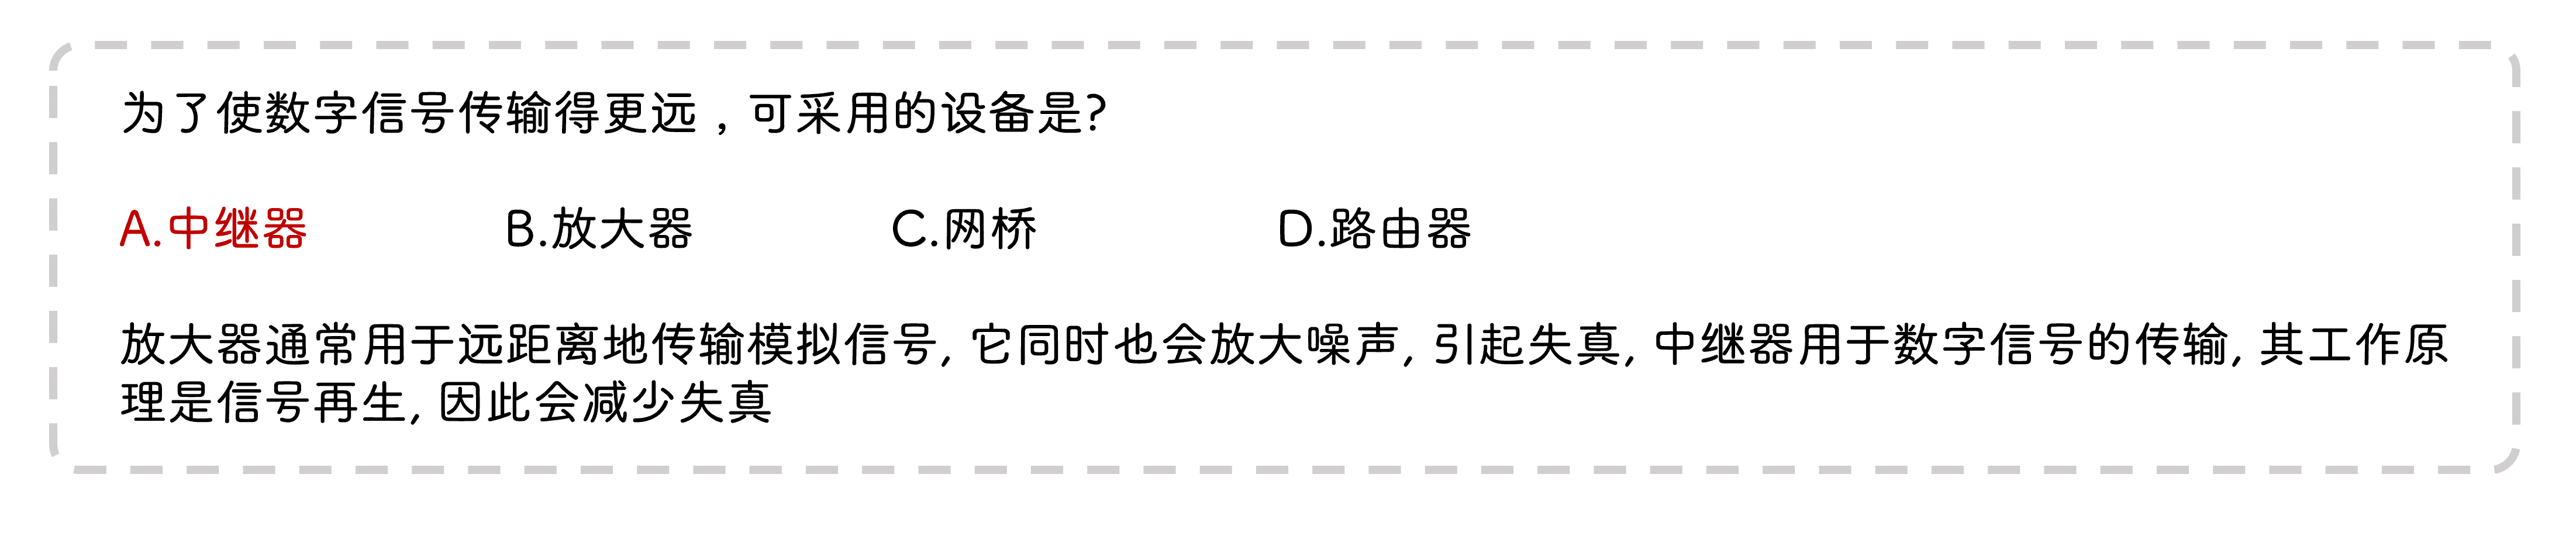 为了使数字信号传输得更远，可采用的设备是?
A.中继器 B.放大器 C.网桥 D.路由器
放大器通常用于远距离地传输模拟信号, 它同时也会放大噪声, 引起失真, 中继器用于数字信号的传输, 其工作原
理是信号再生, 因此会减少失真